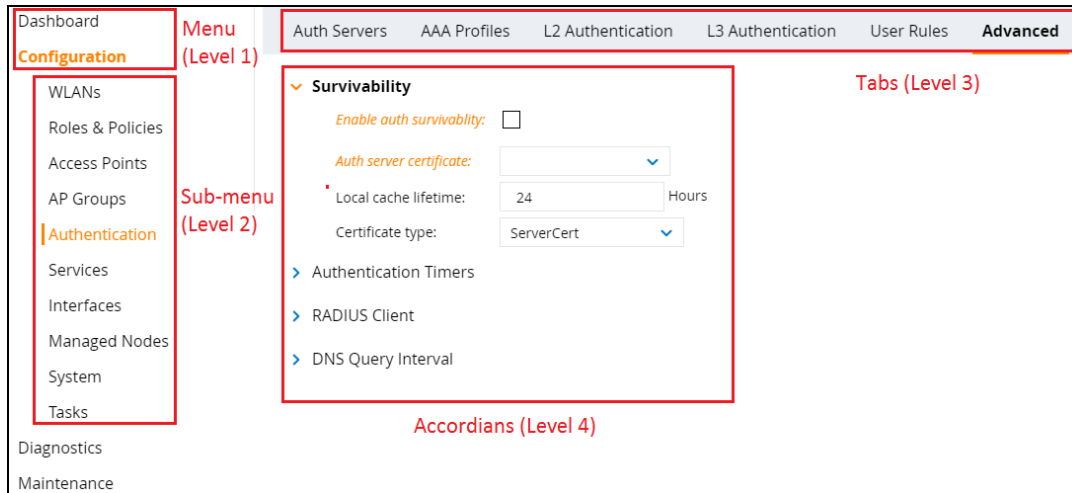 Dashboard
Configuration
Menu
(Level 1)
WLANs
Roles & Policies
Access Points
AP Groups
Authentication
Services
Interfaces
Managed Nodes
System
Tasks
Sub-menu
(Level 2)
Diagnostics
Maintenance
Auth Servers AAA Profiles L2 Authentication L3 Authentication User Rules Advanced
Tabs (Level 3)
Survivability
Enable auth survivablity:
Auth server certificate:
Local cache lifetime: 24 Hours
Certificate type: ServerCert
Authentication Timers
RADIUS Client
DNS Query Interval
Accordians (Level 4)